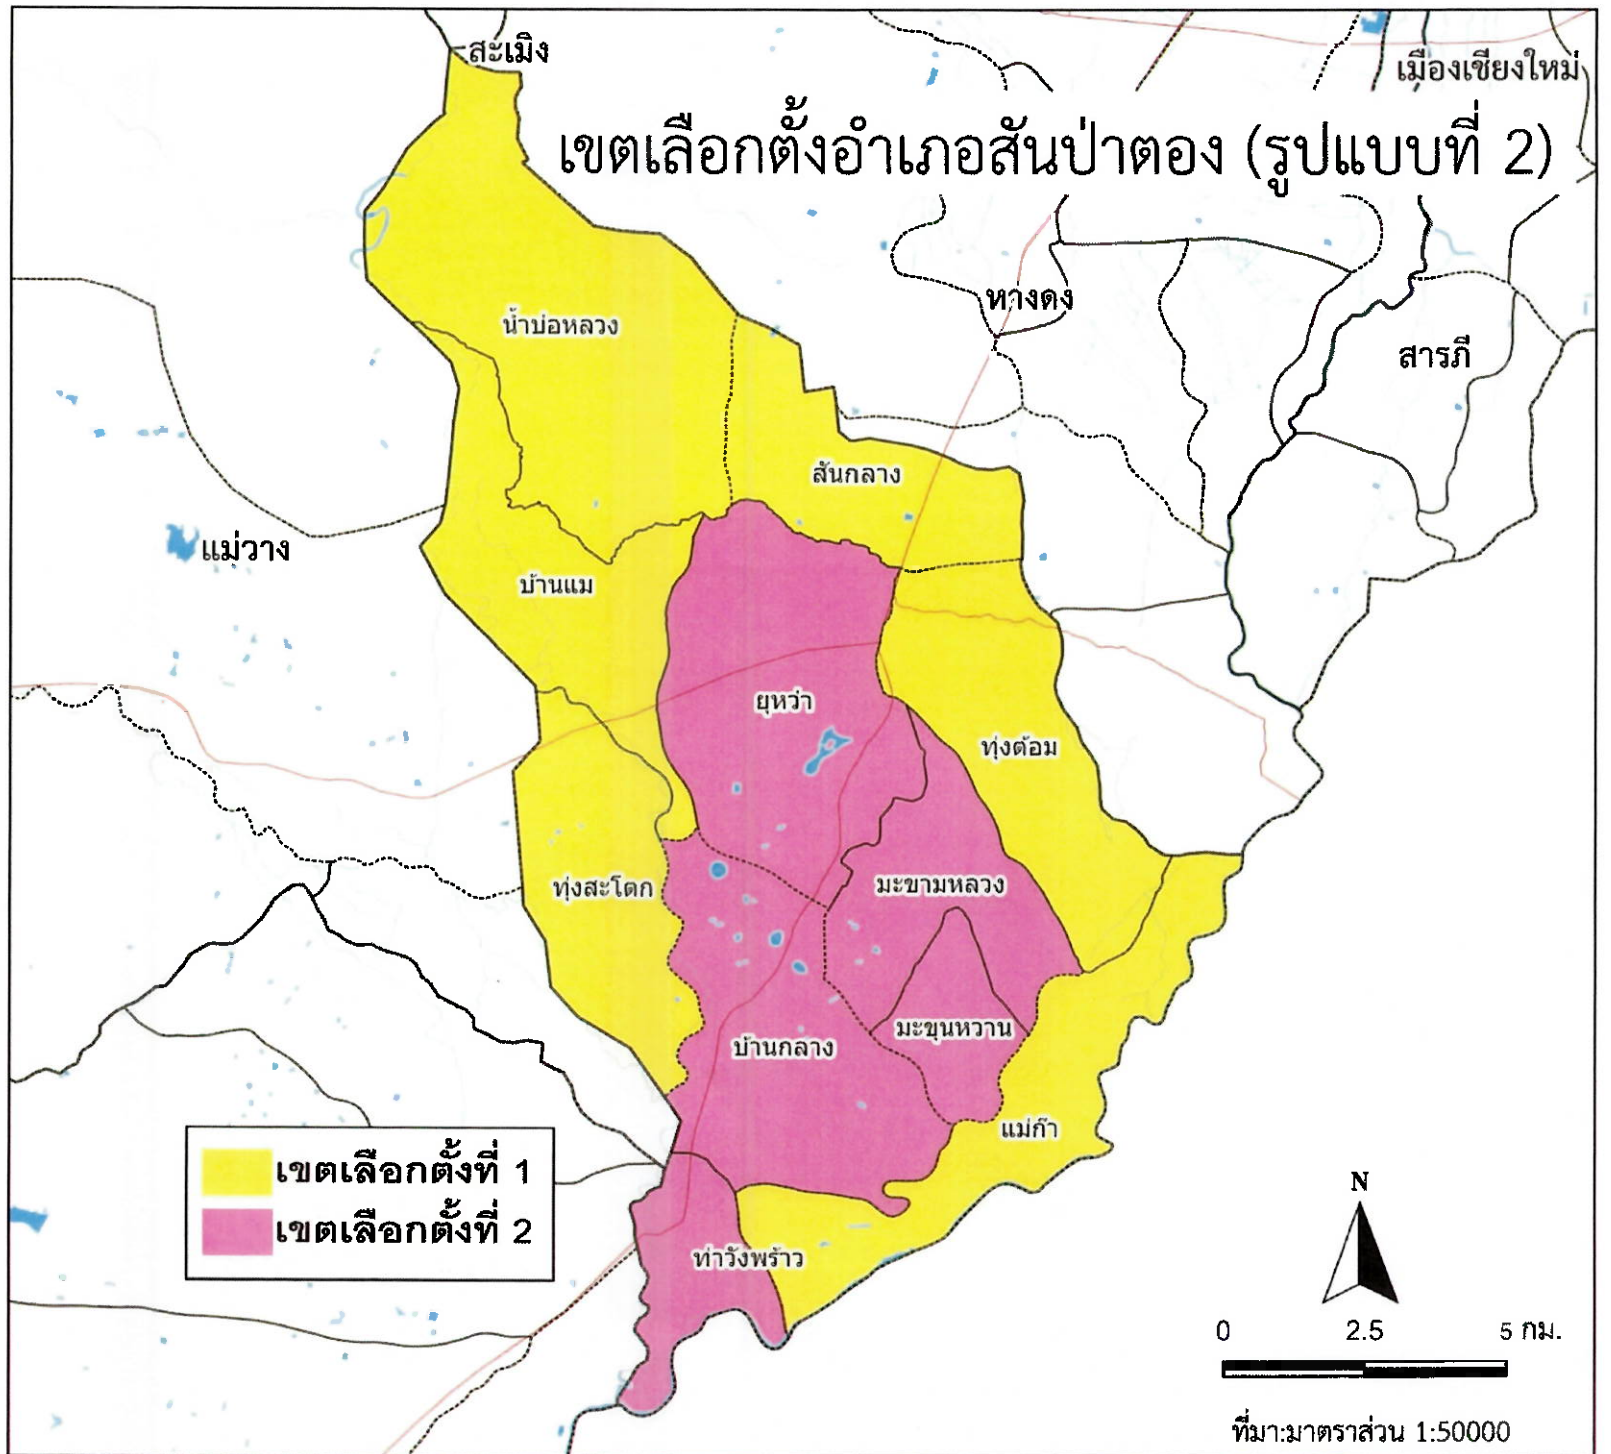 สะเมิง
เมืองเชียงใหม่
เขตเลือกตั้งอำเภอสันป่าตอง (รูปแบบที่ 2)
หางดง
น้ำบ่อหลวง
สารภี
สันกลาง
แม่วาง
บ้านแม
ยุหว่า
ทุ่งต้อม
ทุ่งสะโตก
มะขามหลวง
มะขุนหวาน
บ้านกลาง
แม่ก๊า
เขตเลือกตั้งที่ 1
เขตเลือกตั้งที่ 2
ท่าวังพร้าว
N
0 2.5 5 กม.
ที่มา:มาตราส่วน 1:50000